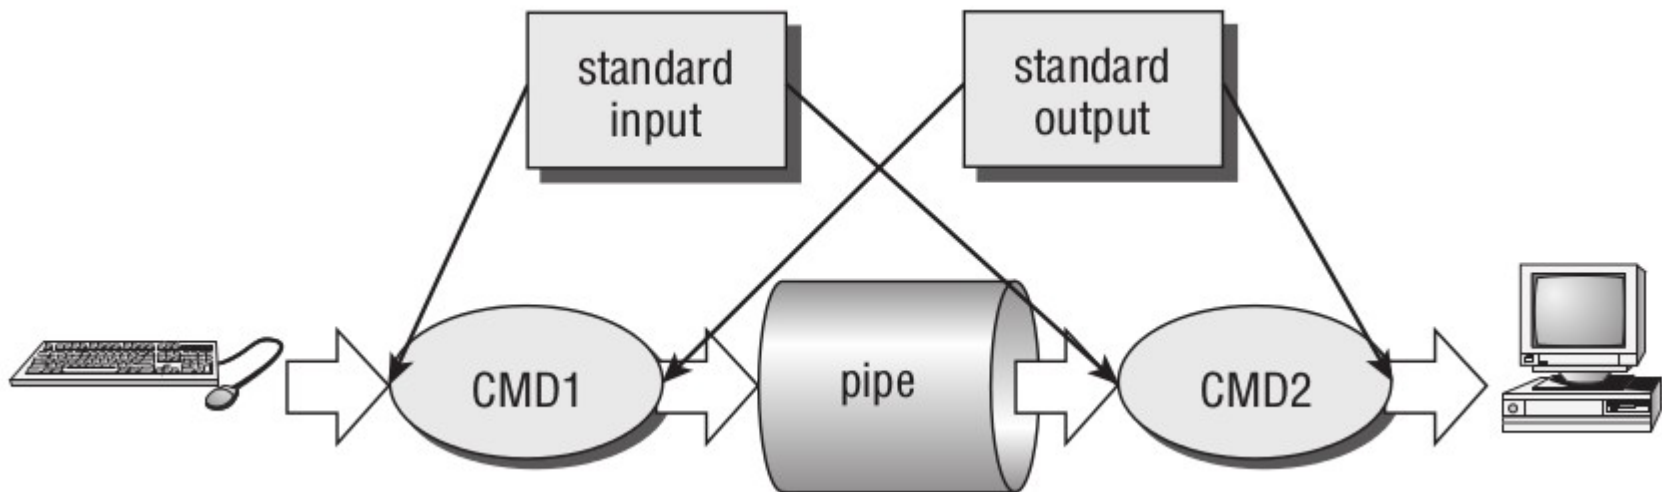 standard
input
standard
output
CMD1
pipe
CMD2